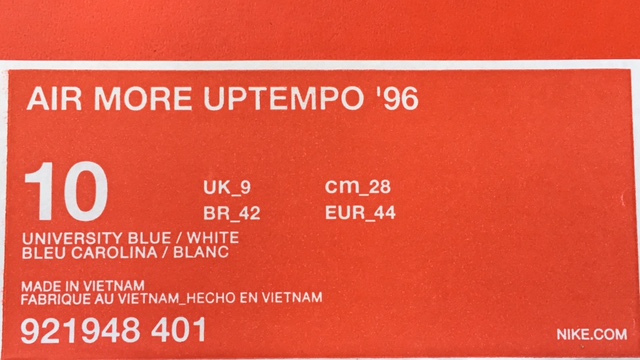 AIR MORE UPTEMPO '96
10
UK_9 cm_28
BR_42 EUR_44
UNIVERSITY BLUE / WHITE
BLEU CAROLINA / BLANC
MADE IN VIETNAM
FABRIQUE AU VIETNAM_HECHO EN VIETNAM
921948 401
NIKE.COM